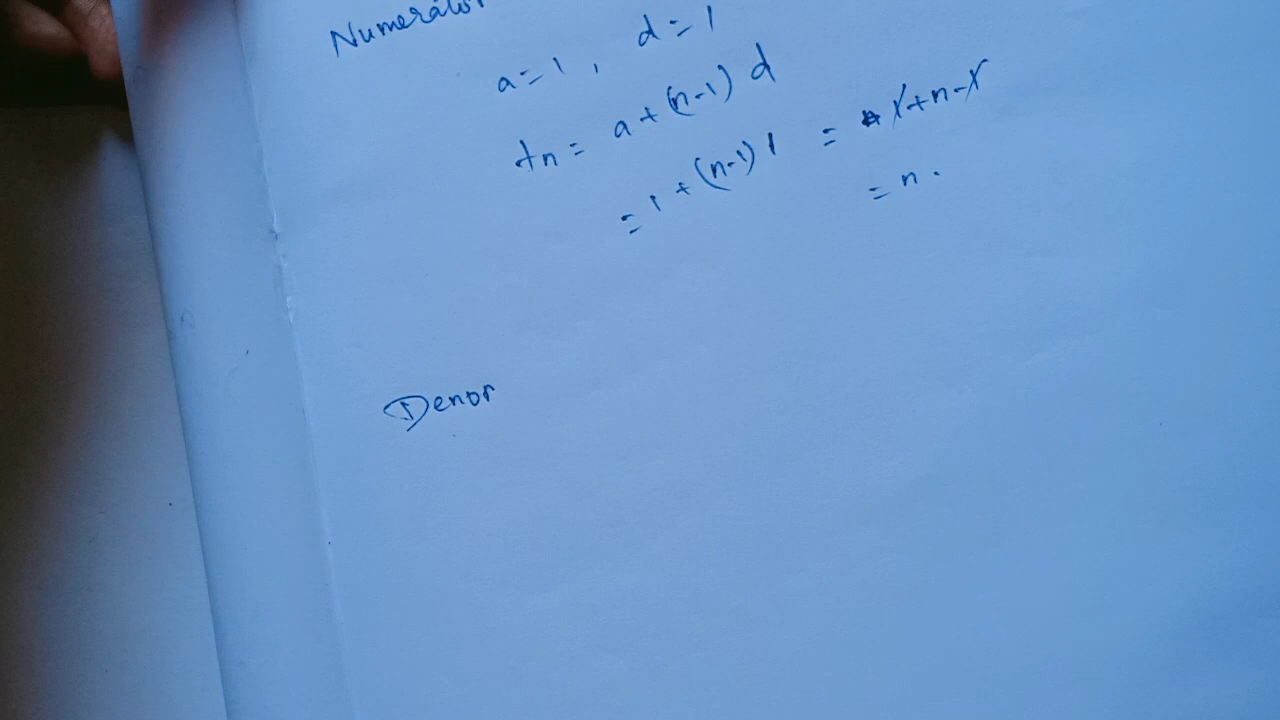 Numerator
a=1, d=1
tn = a+(n-1) d
= 1+(n-1) 1 = 1+n-1
= n.
Denor